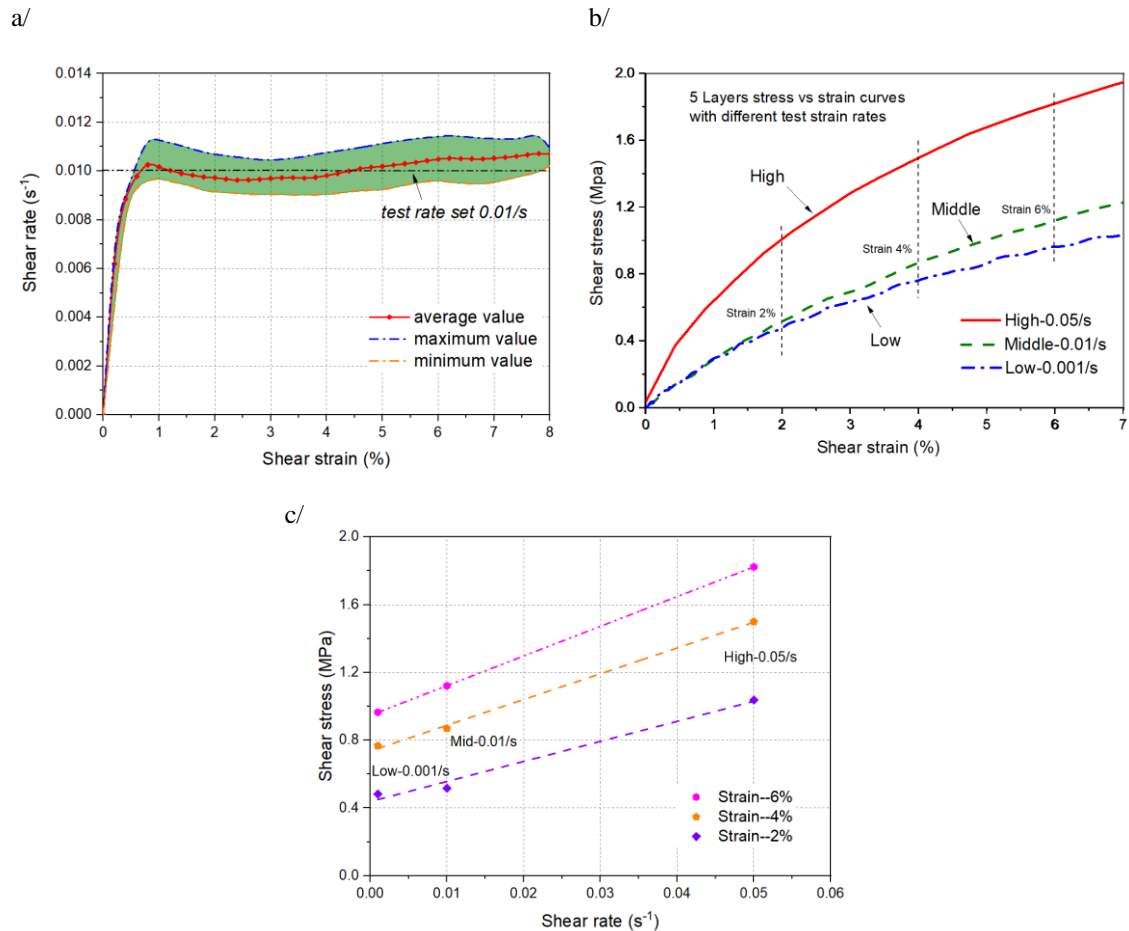 a/
b/
0.014
0.012
0.010
0.008
0.006
0.004
0.002
0.000
Shear rate (s-1)
test rate set 0.01/s
average value
maximum value
minimum value
0 1 2 3 4 5 6 7 8
Shear strain (%)
2.0
1.6
1.2
0.8
0.4
0.0
Shear stress (Mpa)
5 Layers stress vs strain curves
with different test strain rates
High
Middle
Strain 6%
Strain 4%
Strain 2%
Low
High-0.05/s
Middle-0.01/s
Low-0.001/s
0 1 2 3 4 5 6 7
Shear strain (%)
c/
2.0
1.6
1.2
0.8
0.4
0.0
Shear stress (MPa)
High-0.05/s
Mid-0.01/s
Low-0.001/s
Strain--6%
Strain--4%
Strain--2%
0.00 0.01 0.02 0.03 0.04 0.05 0.06
Shear rate (s-1)